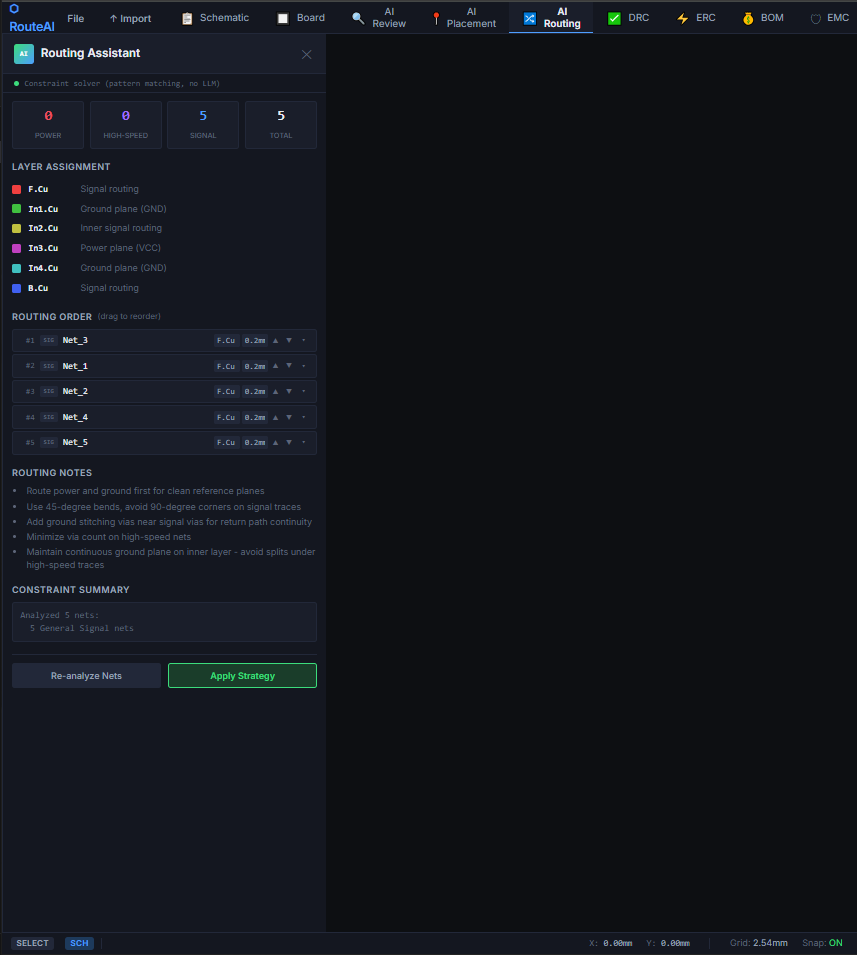 RouteAI
File
↑ Import
Schematic
Board
AI Review
AI Placement
AI Routing
DRC
ERC
BOM
EMC
AI
Routing Assistant
Constraint solver (pattern matching, no LLM)
0
POWER
0
HIGH-SPEED
5
SIGNAL
5
TOTAL
LAYER ASSIGNMENT
F.Cu Signal routing
In1.Cu Ground plane (GND)
In2.Cu Inner signal routing
In3.Cu Power plane (VCC)
In4.Cu Ground plane (GND)
B.Cu Signal routing
ROUTING ORDER (drag to reorder)
#1 SIG Net_3 F.Cu 0.2mm ▲ ▼
#2 SIG Net_1 F.Cu 0.2mm ▲ ▼
#3 SIG Net_2 F.Cu 0.2mm ▲ ▼
#4 SIG Net_4 F.Cu 0.2mm ▲ ▼
#5 SIG Net_5 F.Cu 0.2mm ▲ ▼
ROUTING NOTES
• Route power and ground first for clean reference planes
• Use 45-degree bends, avoid 90-degree corners on signal traces
• Add ground stitching vias near signal vias for return path continuity
• Minimize via count on high-speed nets
• Maintain continuous ground plane on inner layer - avoid splits under
high-speed traces
CONSTRAINT SUMMARY
Analyzed 5 nets:
5 General Signal nets
Re-analyze Nets
Apply Strategy
SELECT SCH X: 0.00mm Y: 0.00mm Grid: 2.54mm Snap: ON